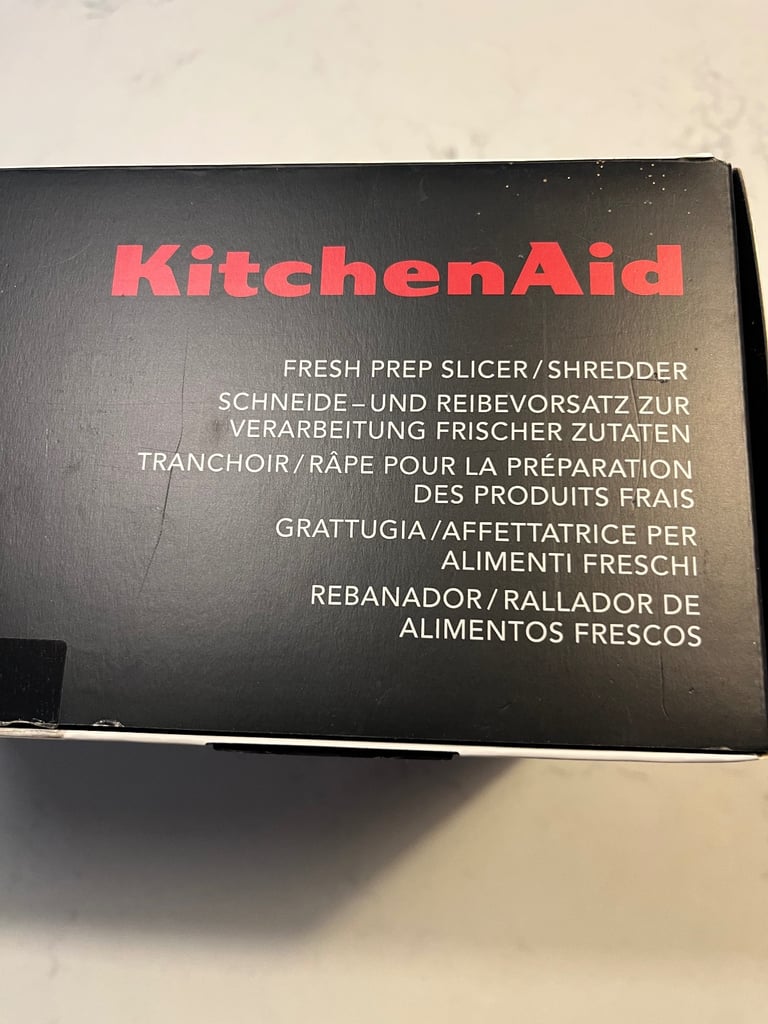 KitchenAid
FRESH PREP SLICER / SHREDDER
SCHNEIDE – UND REIBEVORSATZ ZUR
VERARBEITUNG FRISCHER ZUTATEN
TRANCHOIR / RÂPE POUR LA PRÉPARATION
DES PRODUITS FRAIS
GRATTUGIA / AFFETTATRICE PER
ALIMENTI FRESCHI
REBANADOR / RALLADOR DE
ALIMENTOS FRESCOS